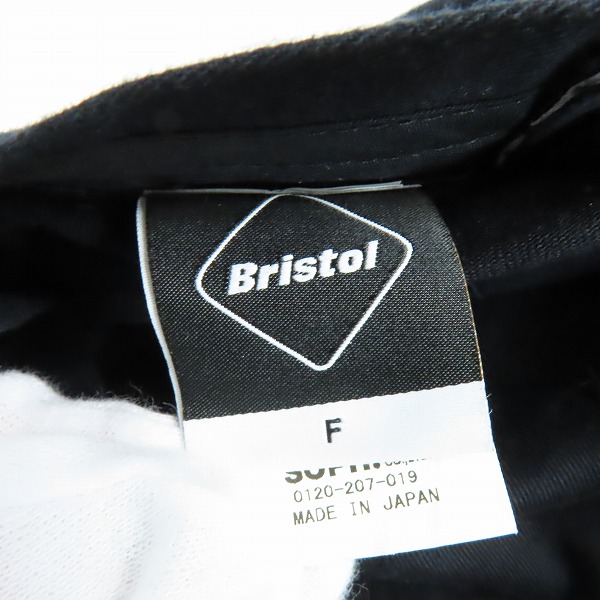 Bristol
F
0120-207-019
MADE IN JAPAN